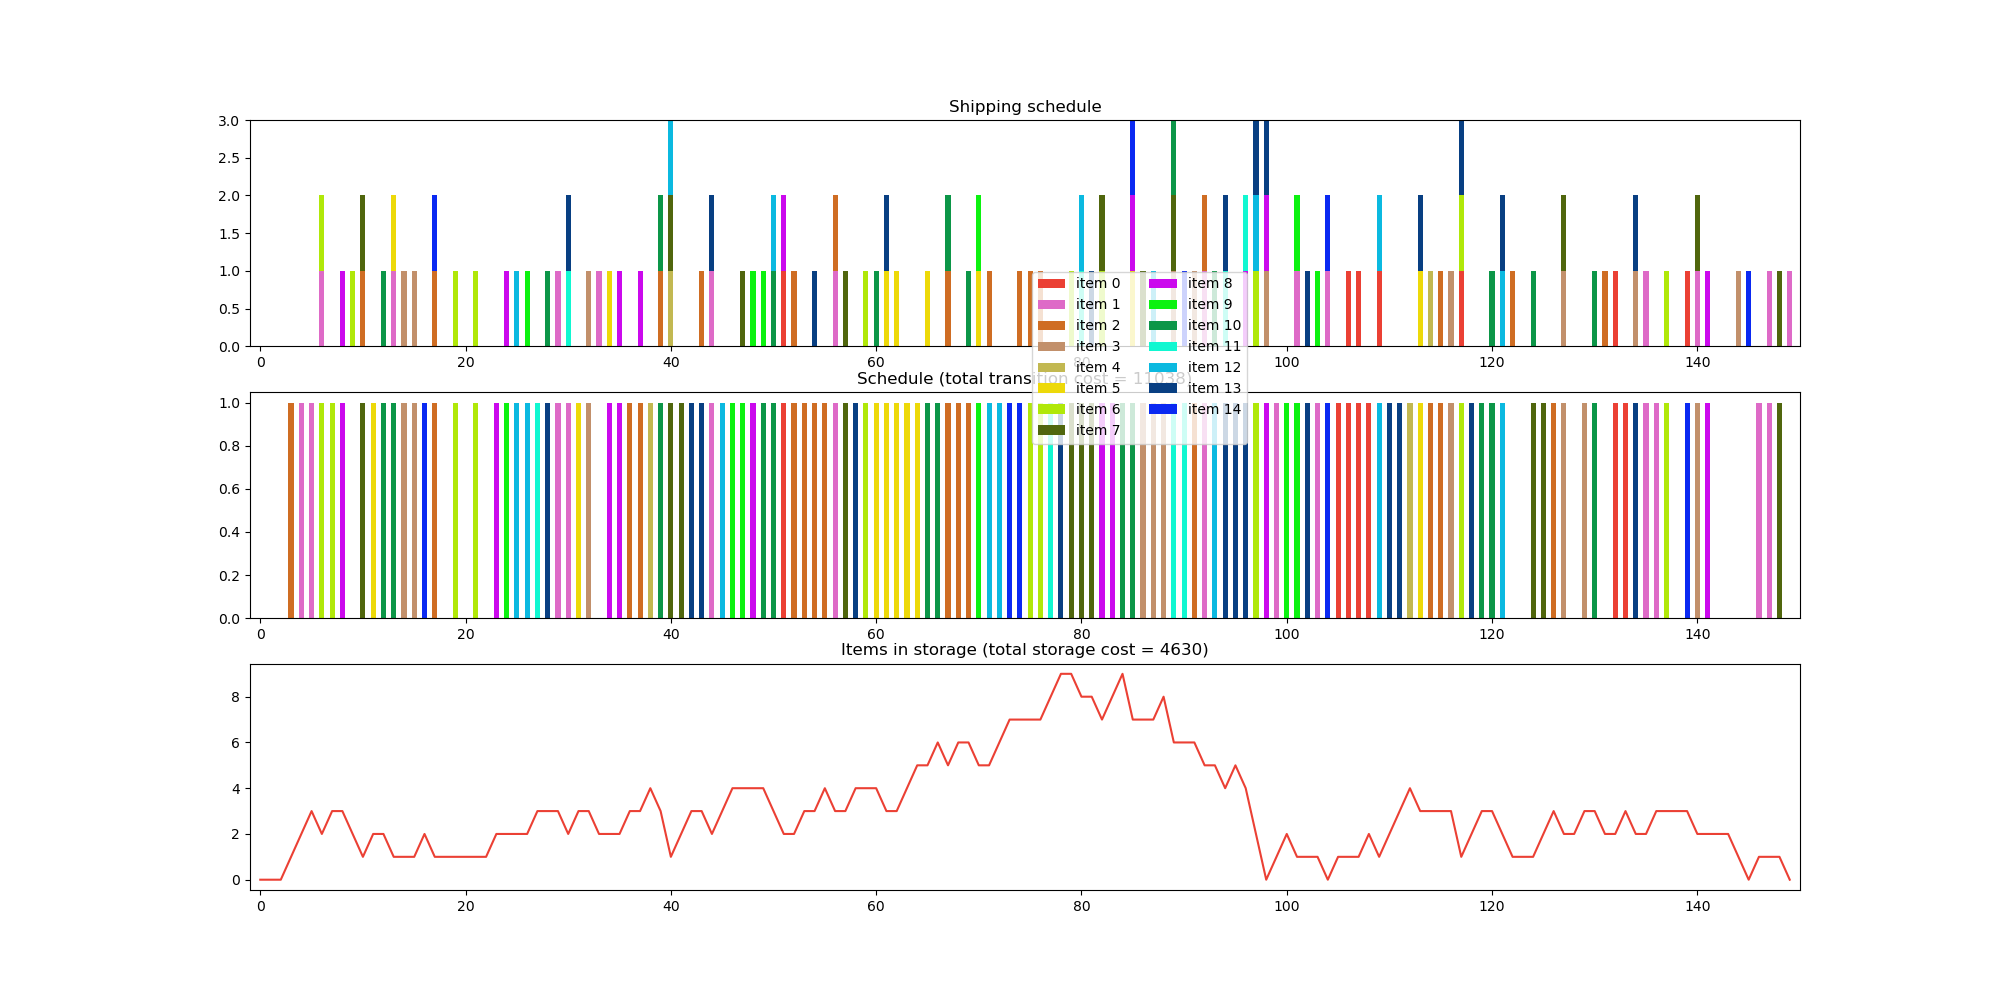 Shipping schedule
3.0
2.5
2.0
1.5
1.0
0.5
0.0
0 20 40 60 80 100 120 140
item 0 item 8
item 1 item 9
item 2 item 10
item 3 item 11
item 4 item 12
item 5 item 13
item 6 item 14
item 7
Schedule (total transition cost = 11038)
1.0
0.8
0.6
0.4
0.2
0.0
0 20 40 60 80 100 120 140
Items in storage (total storage cost = 4630)
8
6
4
2
0
0 20 40 60 80 100 120 140